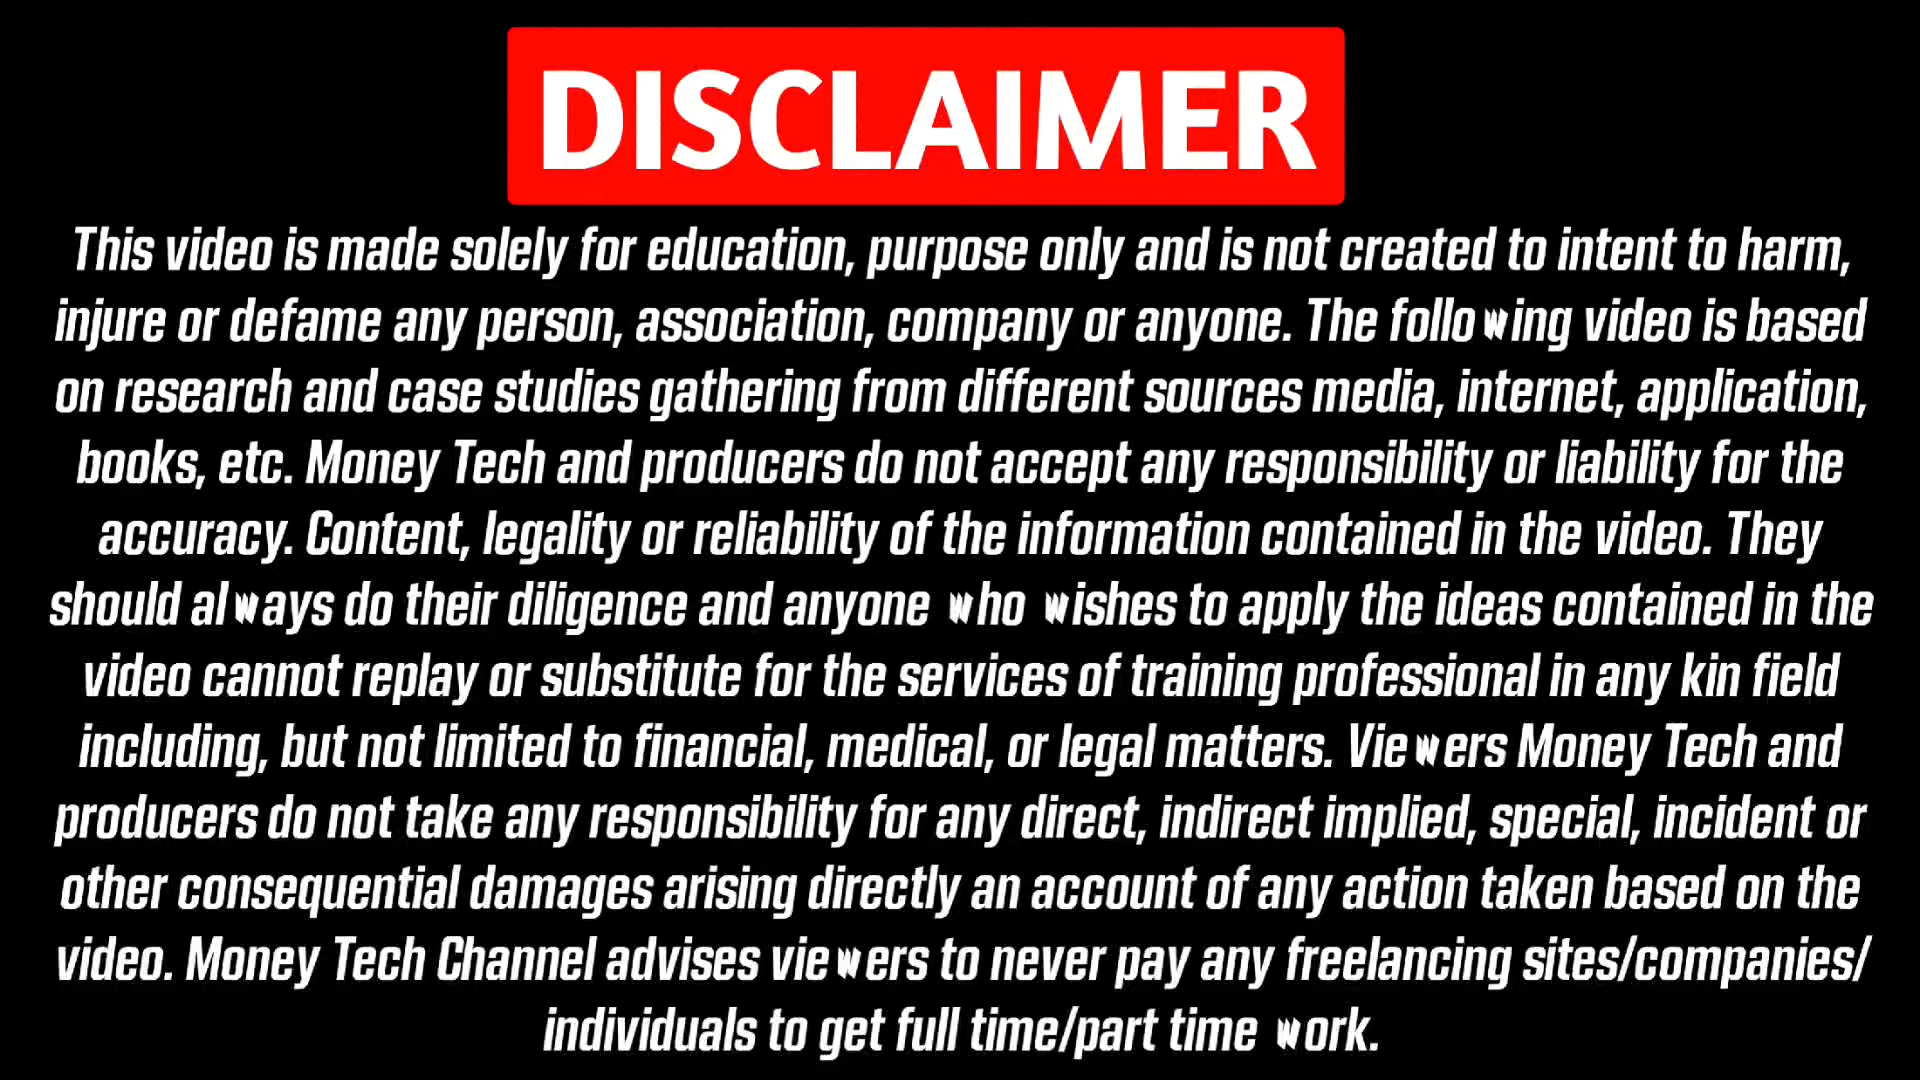 DISCLAIMER
This video is made solely for education, purpose only and is not created to intent to harm,
injure or defame any person, association, company or anyone. The following video is based
on research and case studies gathering from different sources media, internet, application,
books, etc. Money Tech and producers do not accept any responsibility or liability for the
accuracy. Content, legality or reliability of the information contained in the video. They
should always do their diligence and anyone who wishes to apply the ideas contained in the
video cannot replay or substitute for the services of training professional in any kin field
including, but not limited to financial, medical, or legal matters. Viewers Money Tech and
producers do not take any responsibility for any direct, indirect implied, special, incident or
other consequential damages arising directly an account of any action taken based on the
video. Money Tech Channel advises viewers to never pay any freelancing sites/companies/
individuals to get full time/part time work.